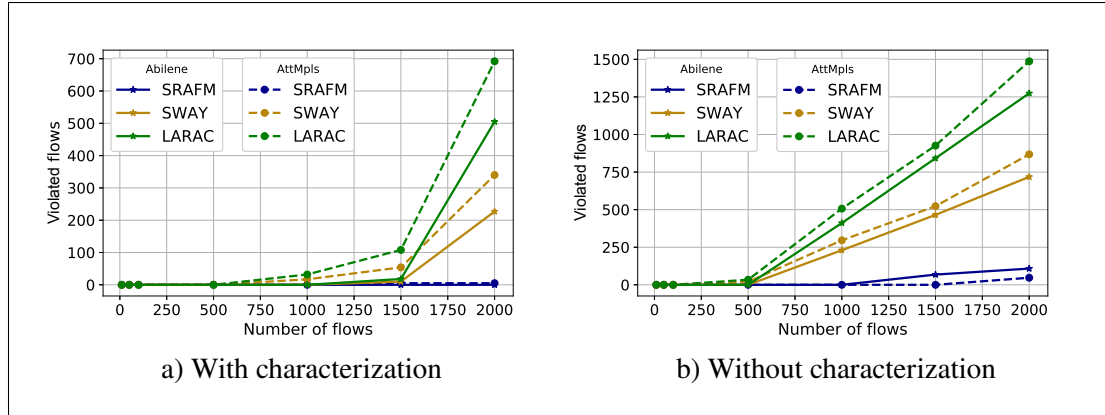 700
600
500
400
300
200
100
0
Violated flows
Abilene
SRAFM
SWAY
LARAC
AttMpls
SRAFM
SWAY
LARAC
0 250 500 750 1000 1250 1500 1750 2000
Number of flows
a) With characterization
1500
1250
1000
750
500
250
0
Violated flows
Abilene
SRAFM
SWAY
LARAC
AttMpls
SRAFM
SWAY
LARAC
0 250 500 750 1000 1250 1500 1750 2000
Number of flows
b) Without characterization